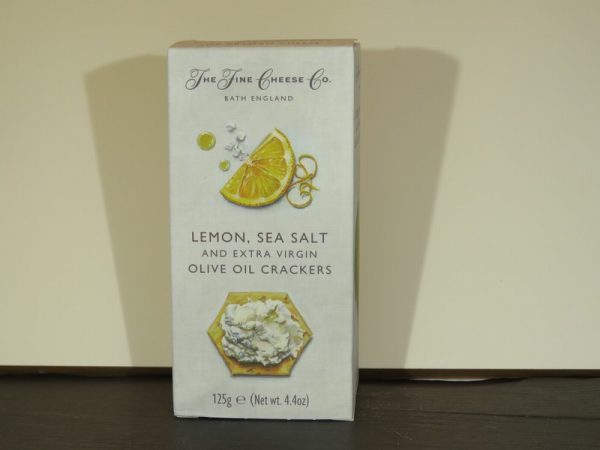 The Fine Cheese Co.
BATH ENGLAND
LEMON, SEA SALT
AND EXTRA VIRGIN
OLIVE OIL CRACKERS
125g ℮ (Net wt. 4.4oz)